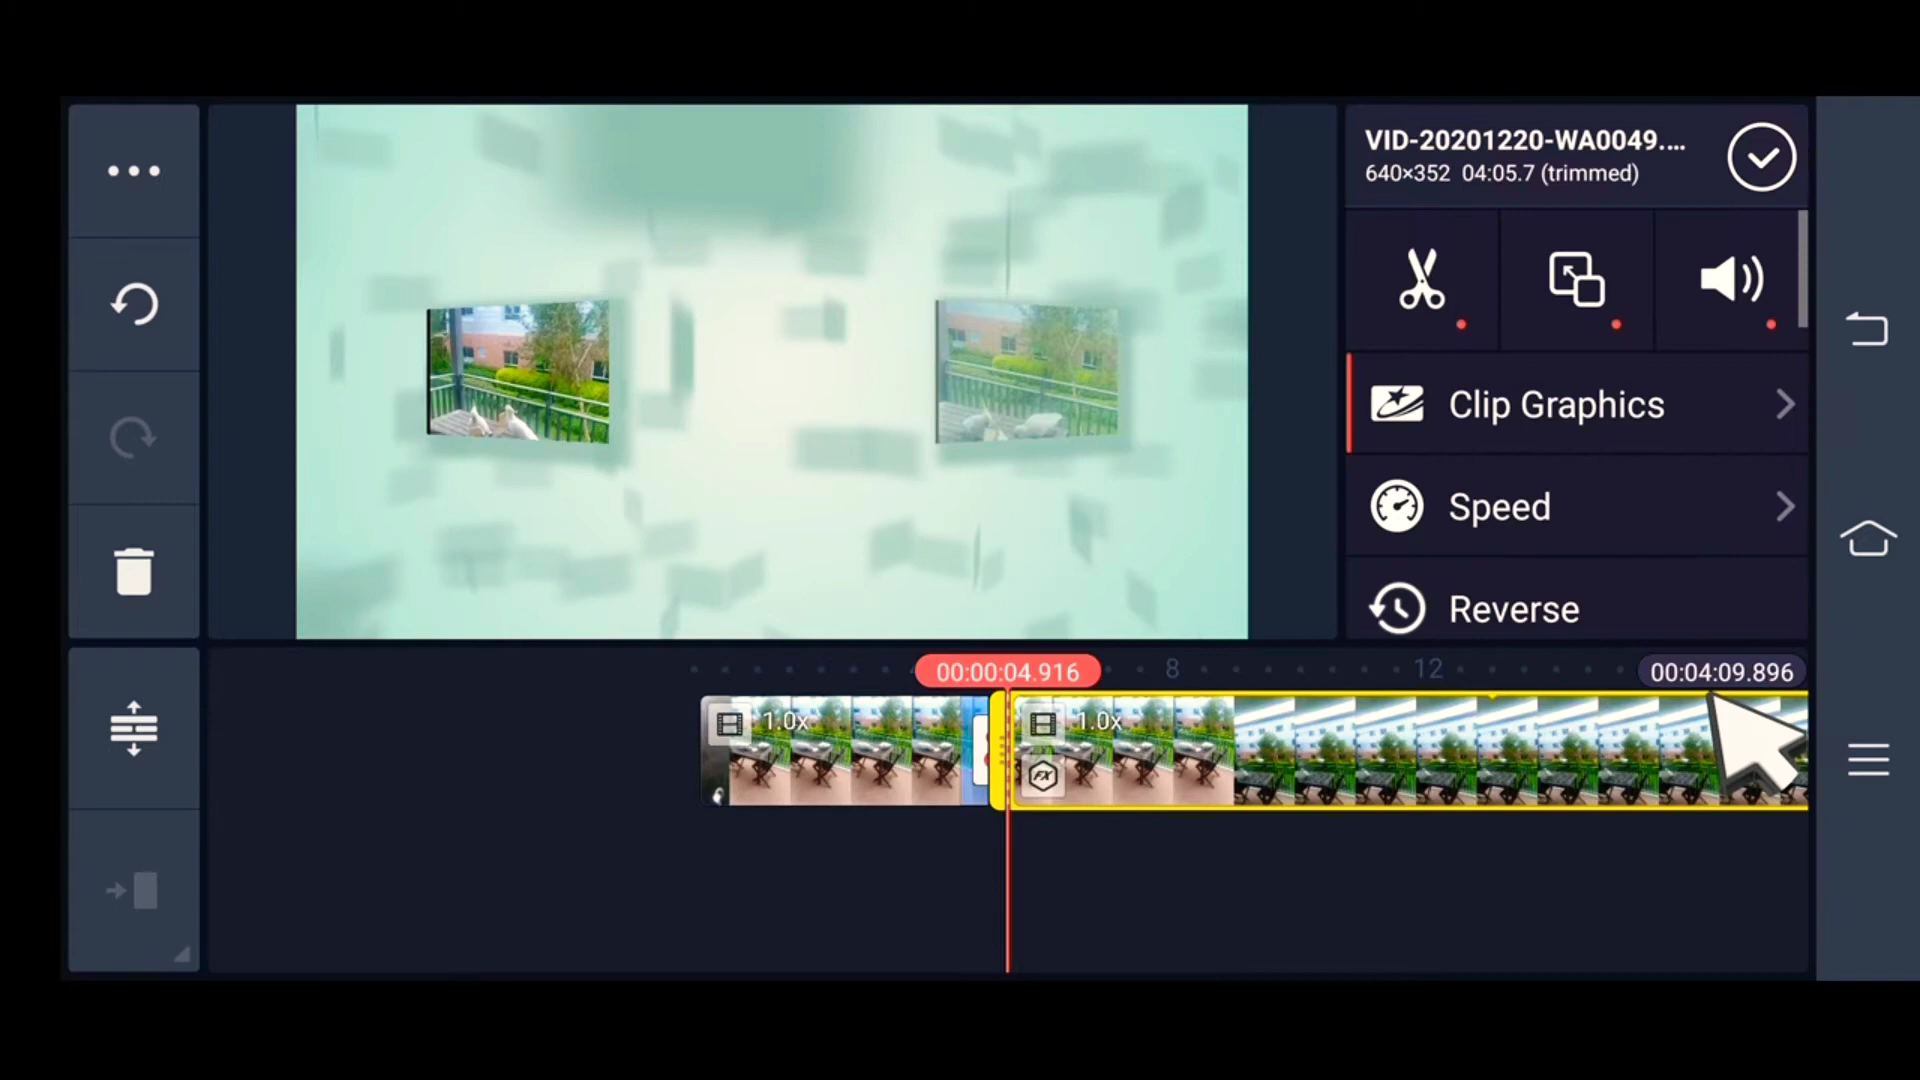 VID-20201220-WA0049....
640×352 04:05.7 (trimmed)
Clip Graphics
Speed
Reverse
00:00:04.916
8
12
00:04:09.896
1.0x
1.0x
FX